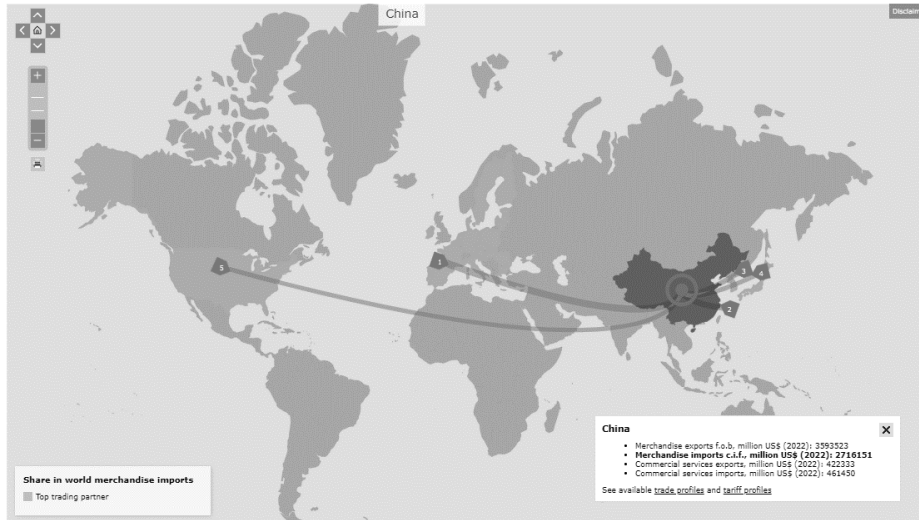 China
Disclaim
5
1
3
4
2
China
Merchandise exports f.o.b, million US$ (2022): 3593523
Merchandise imports c.i.f., million US$ (2022): 2716151
Commercial services exports, million US$ (2022): 422333
Commercial services imports, million US$ (2022): 461450
See available trade profiles and tariff profiles
Share in world merchandise imports
Top trading partner